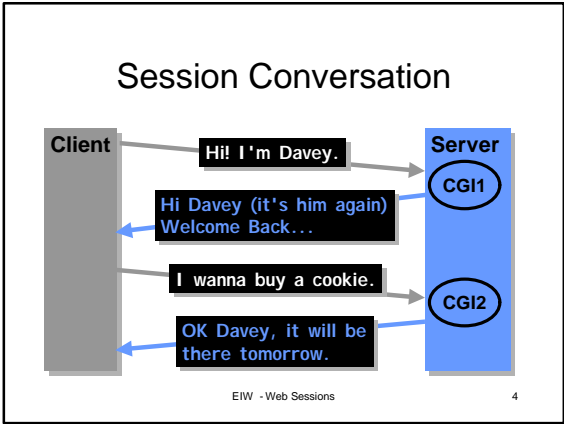 Session Conversation
Client
Server
Hi! I'm Davey.
CGI1
Hi Davey (it's him again)
Welcome Back...
I wanna buy a cookie.
CGI2
OK Davey, it will be
there tomorrow.
EIW - Web Sessions
4